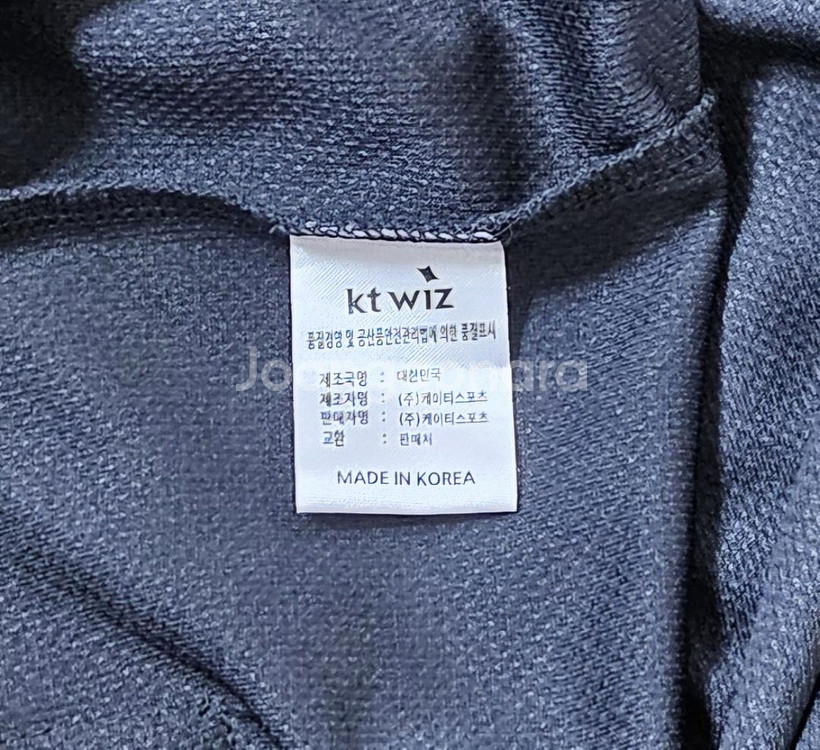 kt wiz
품질경영 및 공산품안전관리법에 의한 품질표시
제조국명 : 대한민국
제조자명 : (주)케이티스포츠
판매자명 : (주)케이티스포츠
교환 : 판매처
MADE IN KOREA